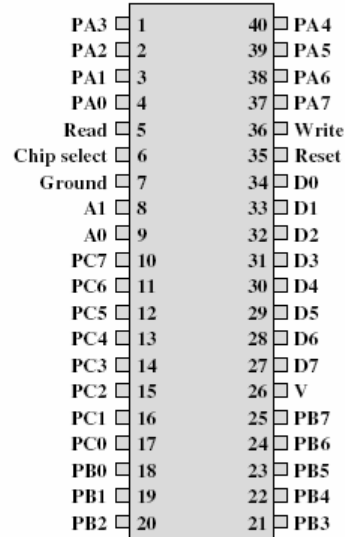 PA3 1 40 PA4
PA2 2 39 PA5
PA1 3 38 PA6
PA0 4 37 PA7
Read 5 36 Write
Chip select 6 35 Reset
Ground 7 34 D0
A1 8 33 D1
A0 9 32 D2
PC7 10 31 D3
PC6 11 30 D4
PC5 12 29 D5
PC4 13 28 D6
PC3 14 27 D7
PC2 15 26 V
PC1 16 25 PB7
PC0 17 24 PB6
PB0 18 23 PB5
PB1 19 22 PB4
PB2 20 21 PB3